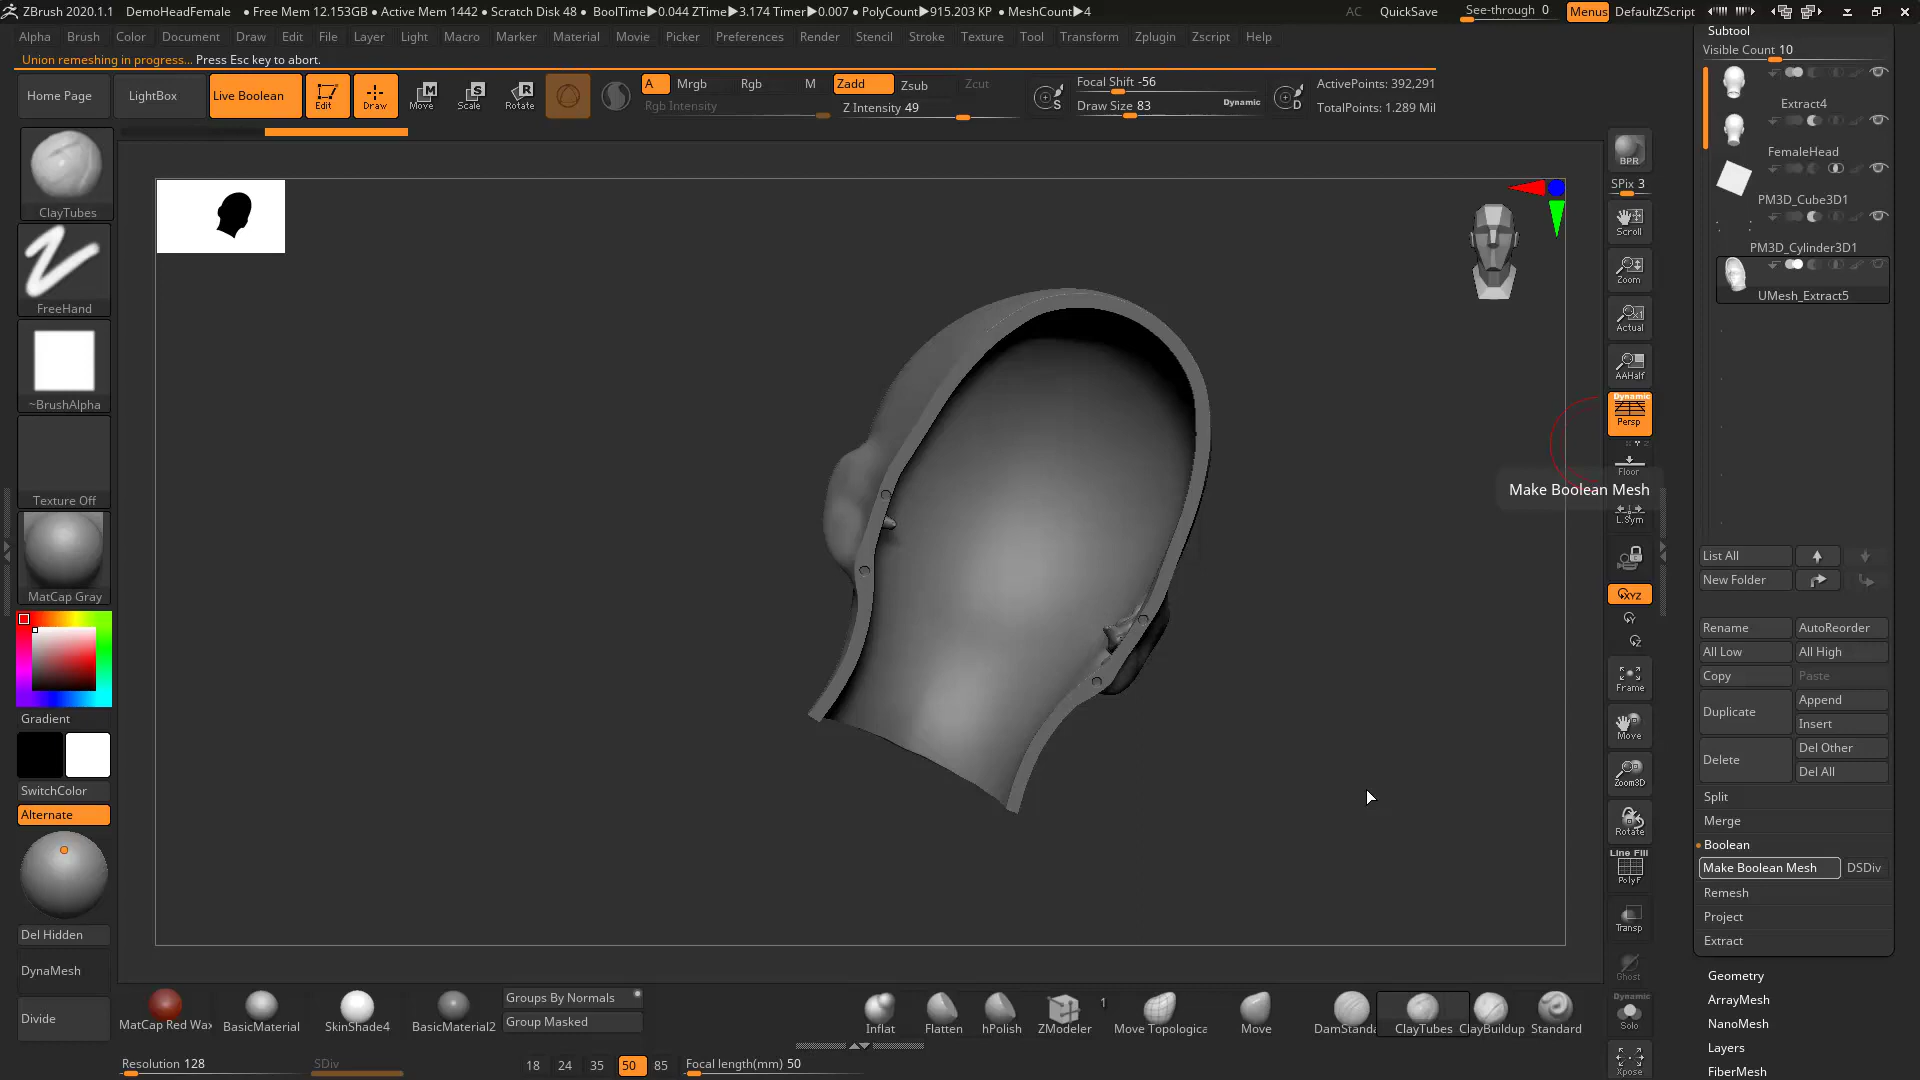 ZBrush 2020.1.1 DemoHeadFemale • Free Mem 12.153GB • Active Mem 1442 • Scratch Disk 48 • BoolTime▶0.044 ZTime▶3.174 Timer▶0.007 • PolyCount▶915.203 KP • MeshCount▶4 AC QuickSave See-through 0 Menus DefaultZScript
Alpha Brush Color Document Draw Edit File Layer Light Macro Marker Material Movie Picker Preferences Render Stencil Stroke Texture Tool Transform Zplugin Zscript Help
Union remeshing in progress... Press Esc key to abort.
Home Page LightBox Live Boolean Edit Draw Move Scale Rotate
A Mrgb Rgb M Zadd Zsub Zcut
Rgb Intensity Z Intensity 49
Focal Shift -56
Draw Size 83 Dynamic
ActivePoints: 392,291
TotalPoints: 1.289 Mil
ClayTubes
FreeHand
~BrushAlpha
Texture Off
MatCap Gray
Gradient
SwitchColor
Alternate
Del Hidden
DynaMesh
Divide
BPR
SPix 3
Scroll
Zoom
Actual
AAHalf
Dynamic
Persp
Floor
Make Boolean Mesh
L.Sym
XYZ
Frame
Move
Zoom3D
Rotate
Line Fill
PolyF
Transp
Ghost
Dynamic
Solo
Xpose
Subtool
Visible Count 10
Extract4
FemaleHead
PM3D_Cube3D1
PM3D_Cylinder3D1
UMesh_Extract5
List All
New Folder
Rename AutoReorder
All Low All High
Copy Paste
Duplicate Append
Insert
Delete Del Other
Del All
Split
Merge
Boolean
Make Boolean Mesh DSDiv
Remesh
Project
Extract
Geometry
ArrayMesh
NanoMesh
Layers
FiberMesh
MatCap Red Wax BasicMaterial SkinShade4 BasicMaterial2
Groups By Normals
Group Masked
Inflat Flatten hPolish ZModeler 1 Move Topologica Move DamStanda ClayTubes ClayBuildup Standard
Resolution 128 SDiv 18 24 35 50 85 Focal length(mm) 50